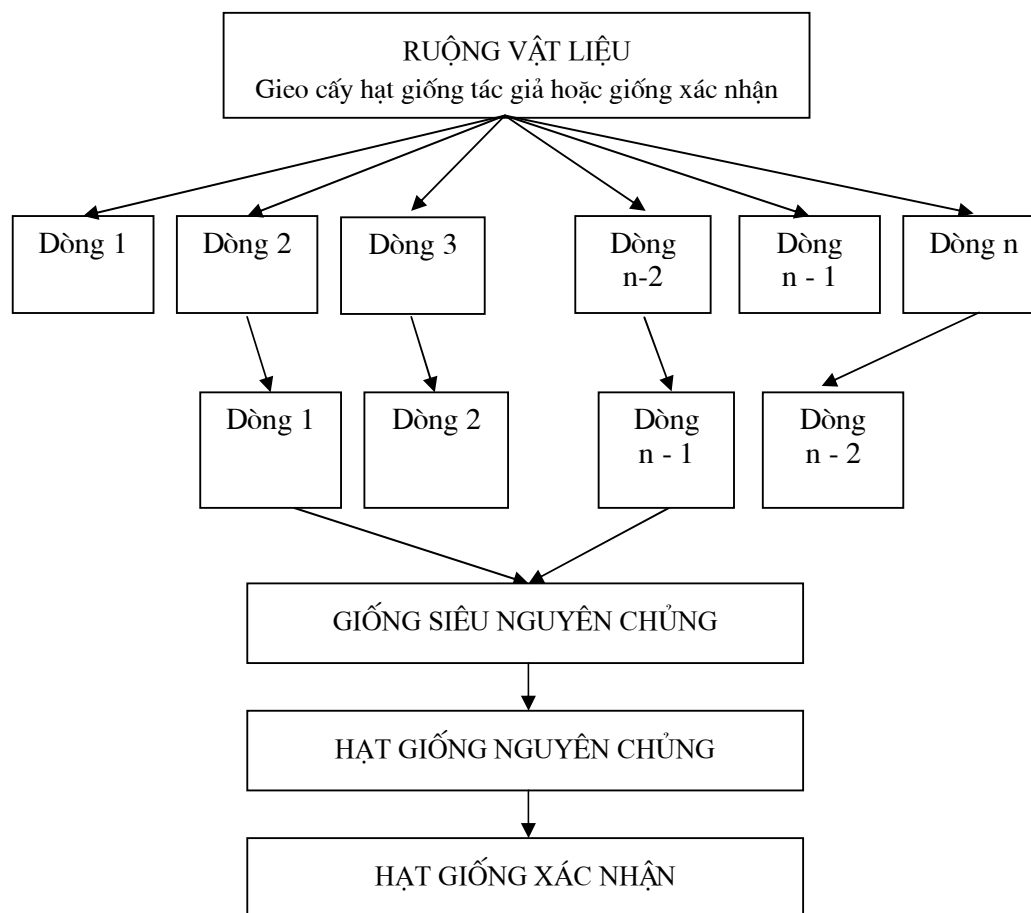 RUỘNG VẬT LIỆU
Gieo cấy hạt giống tác giả hoặc giống xác nhận
Dòng 1
Dòng 2
Dòng 3
Dòng
n-2
Dòng
n - 1
Dòng n
Dòng 1
Dòng 2
Dòng
n - 1
Dòng
n - 2
GIỐNG SIÊU NGUYÊN CHỦNG
HẠT GIỐNG NGUYÊN CHỦNG
HẠT GIỐNG XÁC NHẬN